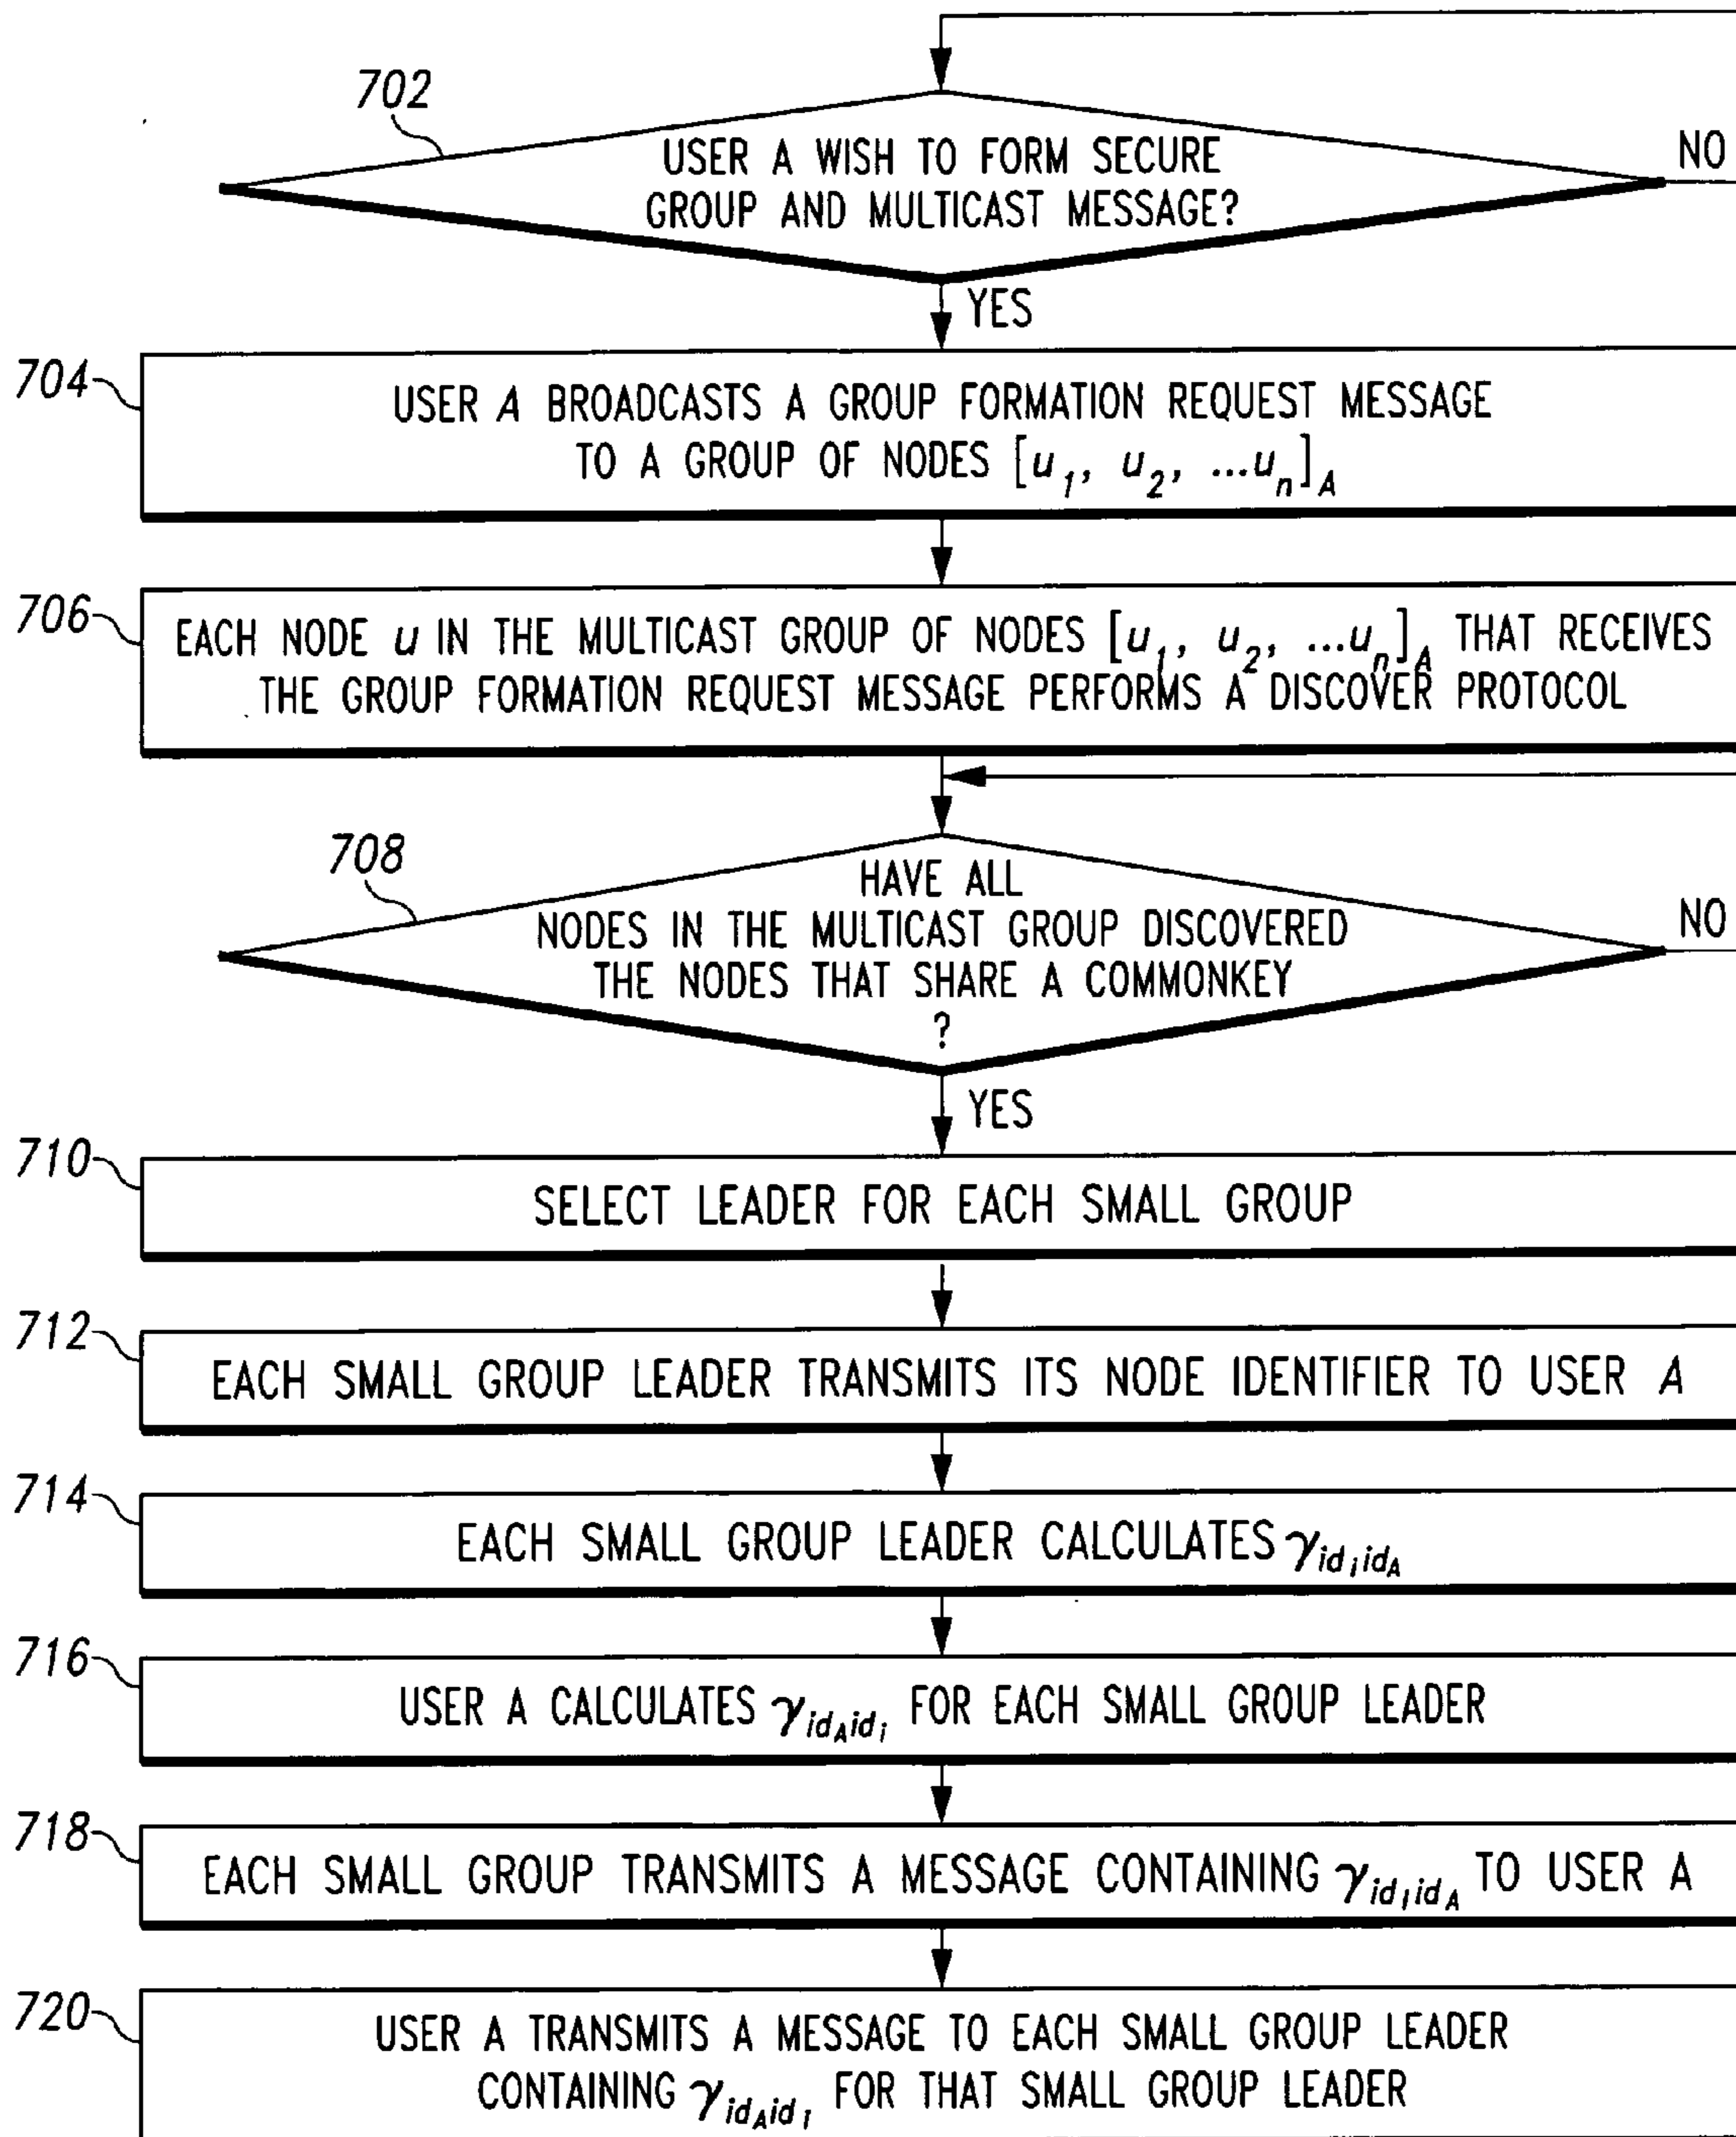 702
USER A WISH TO FORM SECURE
GROUP AND MULTICAST MESSAGE?
NO
YES
704
USER A BROADCASTS A GROUP FORMATION REQUEST MESSAGE
TO A GROUP OF NODES [u1, u2, ...un]A
706
EACH NODE u IN THE MULTICAST GROUP OF NODES [u1, u2, ...un]A THAT RECEIVES
THE GROUP FORMATION REQUEST MESSAGE PERFORMS A DISCOVER PROTOCOL
708
HAVE ALL
NODES IN THE MULTICAST GROUP DISCOVERED
THE NODES THAT SHARE A COMMONKEY
?
NO
YES
710
SELECT LEADER FOR EACH SMALL GROUP
712
EACH SMALL GROUP LEADER TRANSMITS ITS NODE IDENTIFIER TO USER A
714
EACH SMALL GROUP LEADER CALCULATES γidiidA
716
USER A CALCULATES γidAidi FOR EACH SMALL GROUP LEADER
718
EACH SMALL GROUP TRANSMITS A MESSAGE CONTAINING γidiidA TO USER A
720
USER A TRANSMITS A MESSAGE TO EACH SMALL GROUP LEADER
CONTAINING γidAidi FOR THAT SMALL GROUP LEADER